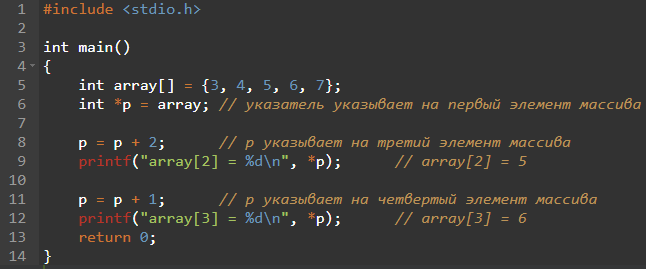 1 #include <stdio.h>
2
3 int main()
4 {
5     int array[] = {3, 4, 5, 6, 7};
6     int *p = array; // указатель указывает на первый элемент массива
7
8     p = p + 2;      // p указывает на третий элемент массива
9     printf("array[2] = %d\n", *p);      // array[2] = 5
10
11     p = p + 1;      // p указывает на четвертый элемент массива
12     printf("array[3] = %d\n", *p);      // array[3] = 6
13     return 0;
14 }